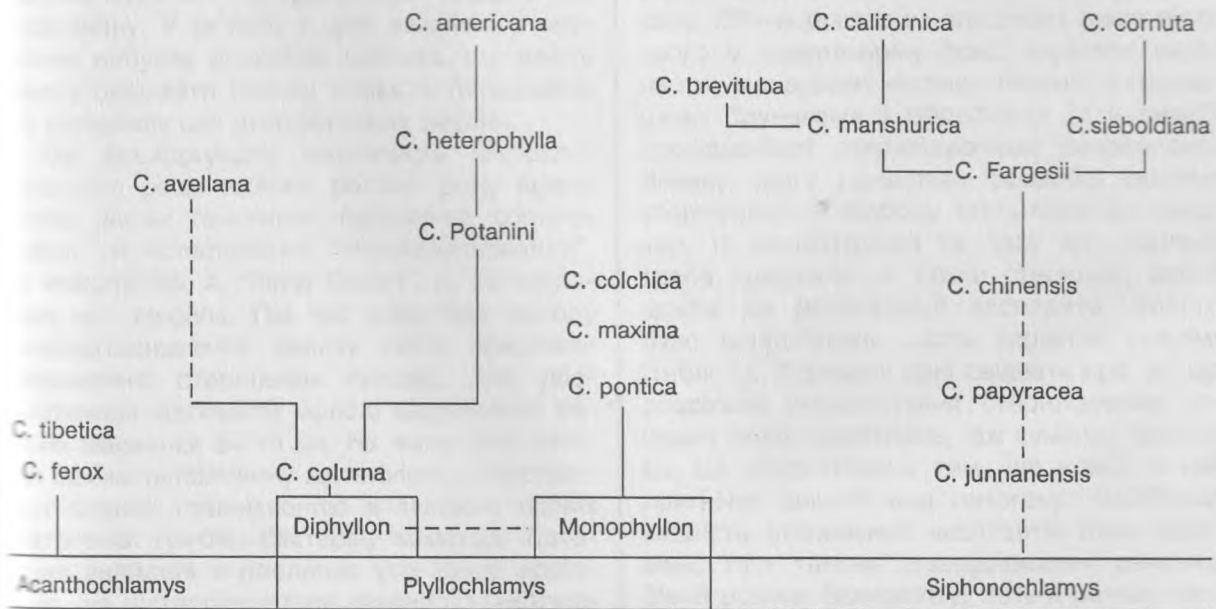 C. americana
C. californica
C. cornuta
C. brevituba
C. manshurica
C. heterophylla
C.sieboldiana
C. avellana
C. Fargesii
C. Potanini
C. colchica
C. chinensis
C. maxima
C. pontica
C. papyracea
C. tibetica
C. ferox
C. colurna
C. junnanensis
Diphyllon
Monophyllon
Acanthochlamys
Phyllochlamys
Siphonochlamys